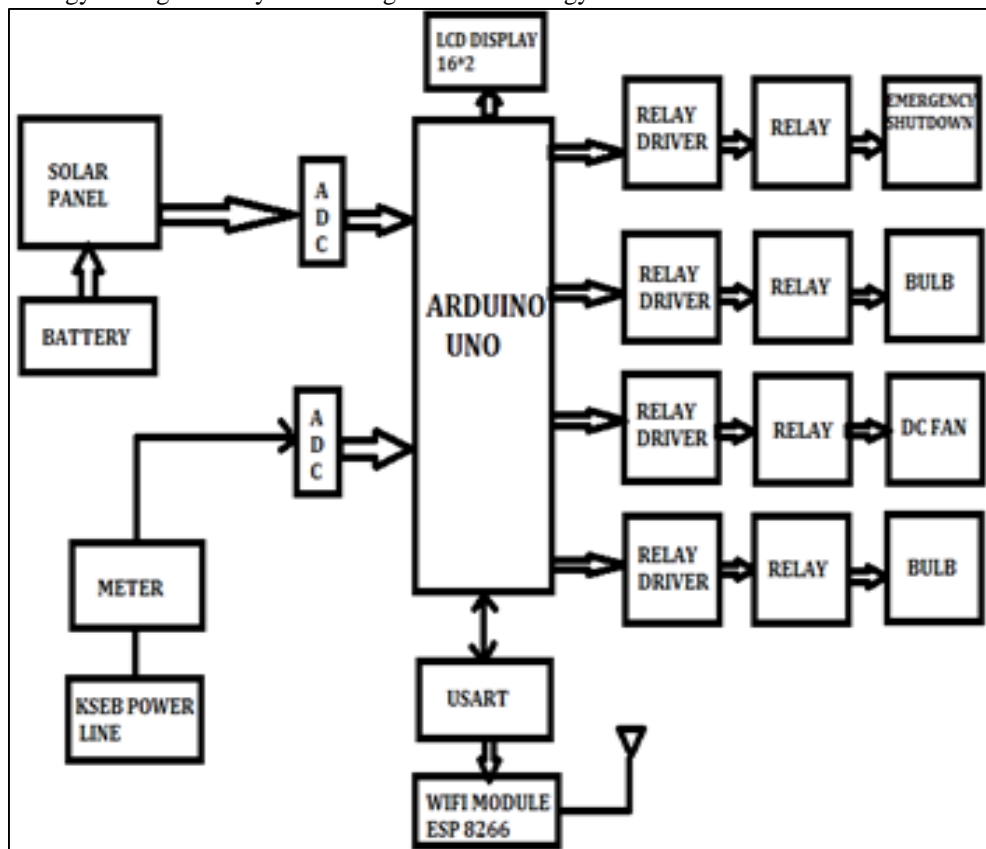 LCD DISPLAY
16*2
SOLAR
PANEL
BATTERY
A
D
C
ARDUINO
UNO
RELAY
DRIVER
RELAY
EMERGENCY
SHUTDOWN
RELAY
DRIVER
RELAY
BULB
A
D
C
RELAY
DRIVER
RELAY
DC FAN
RELAY
DRIVER
RELAY
BULB
METER
KSEB POWER
LINE
USART
WIFI MODULE
ESP 8266